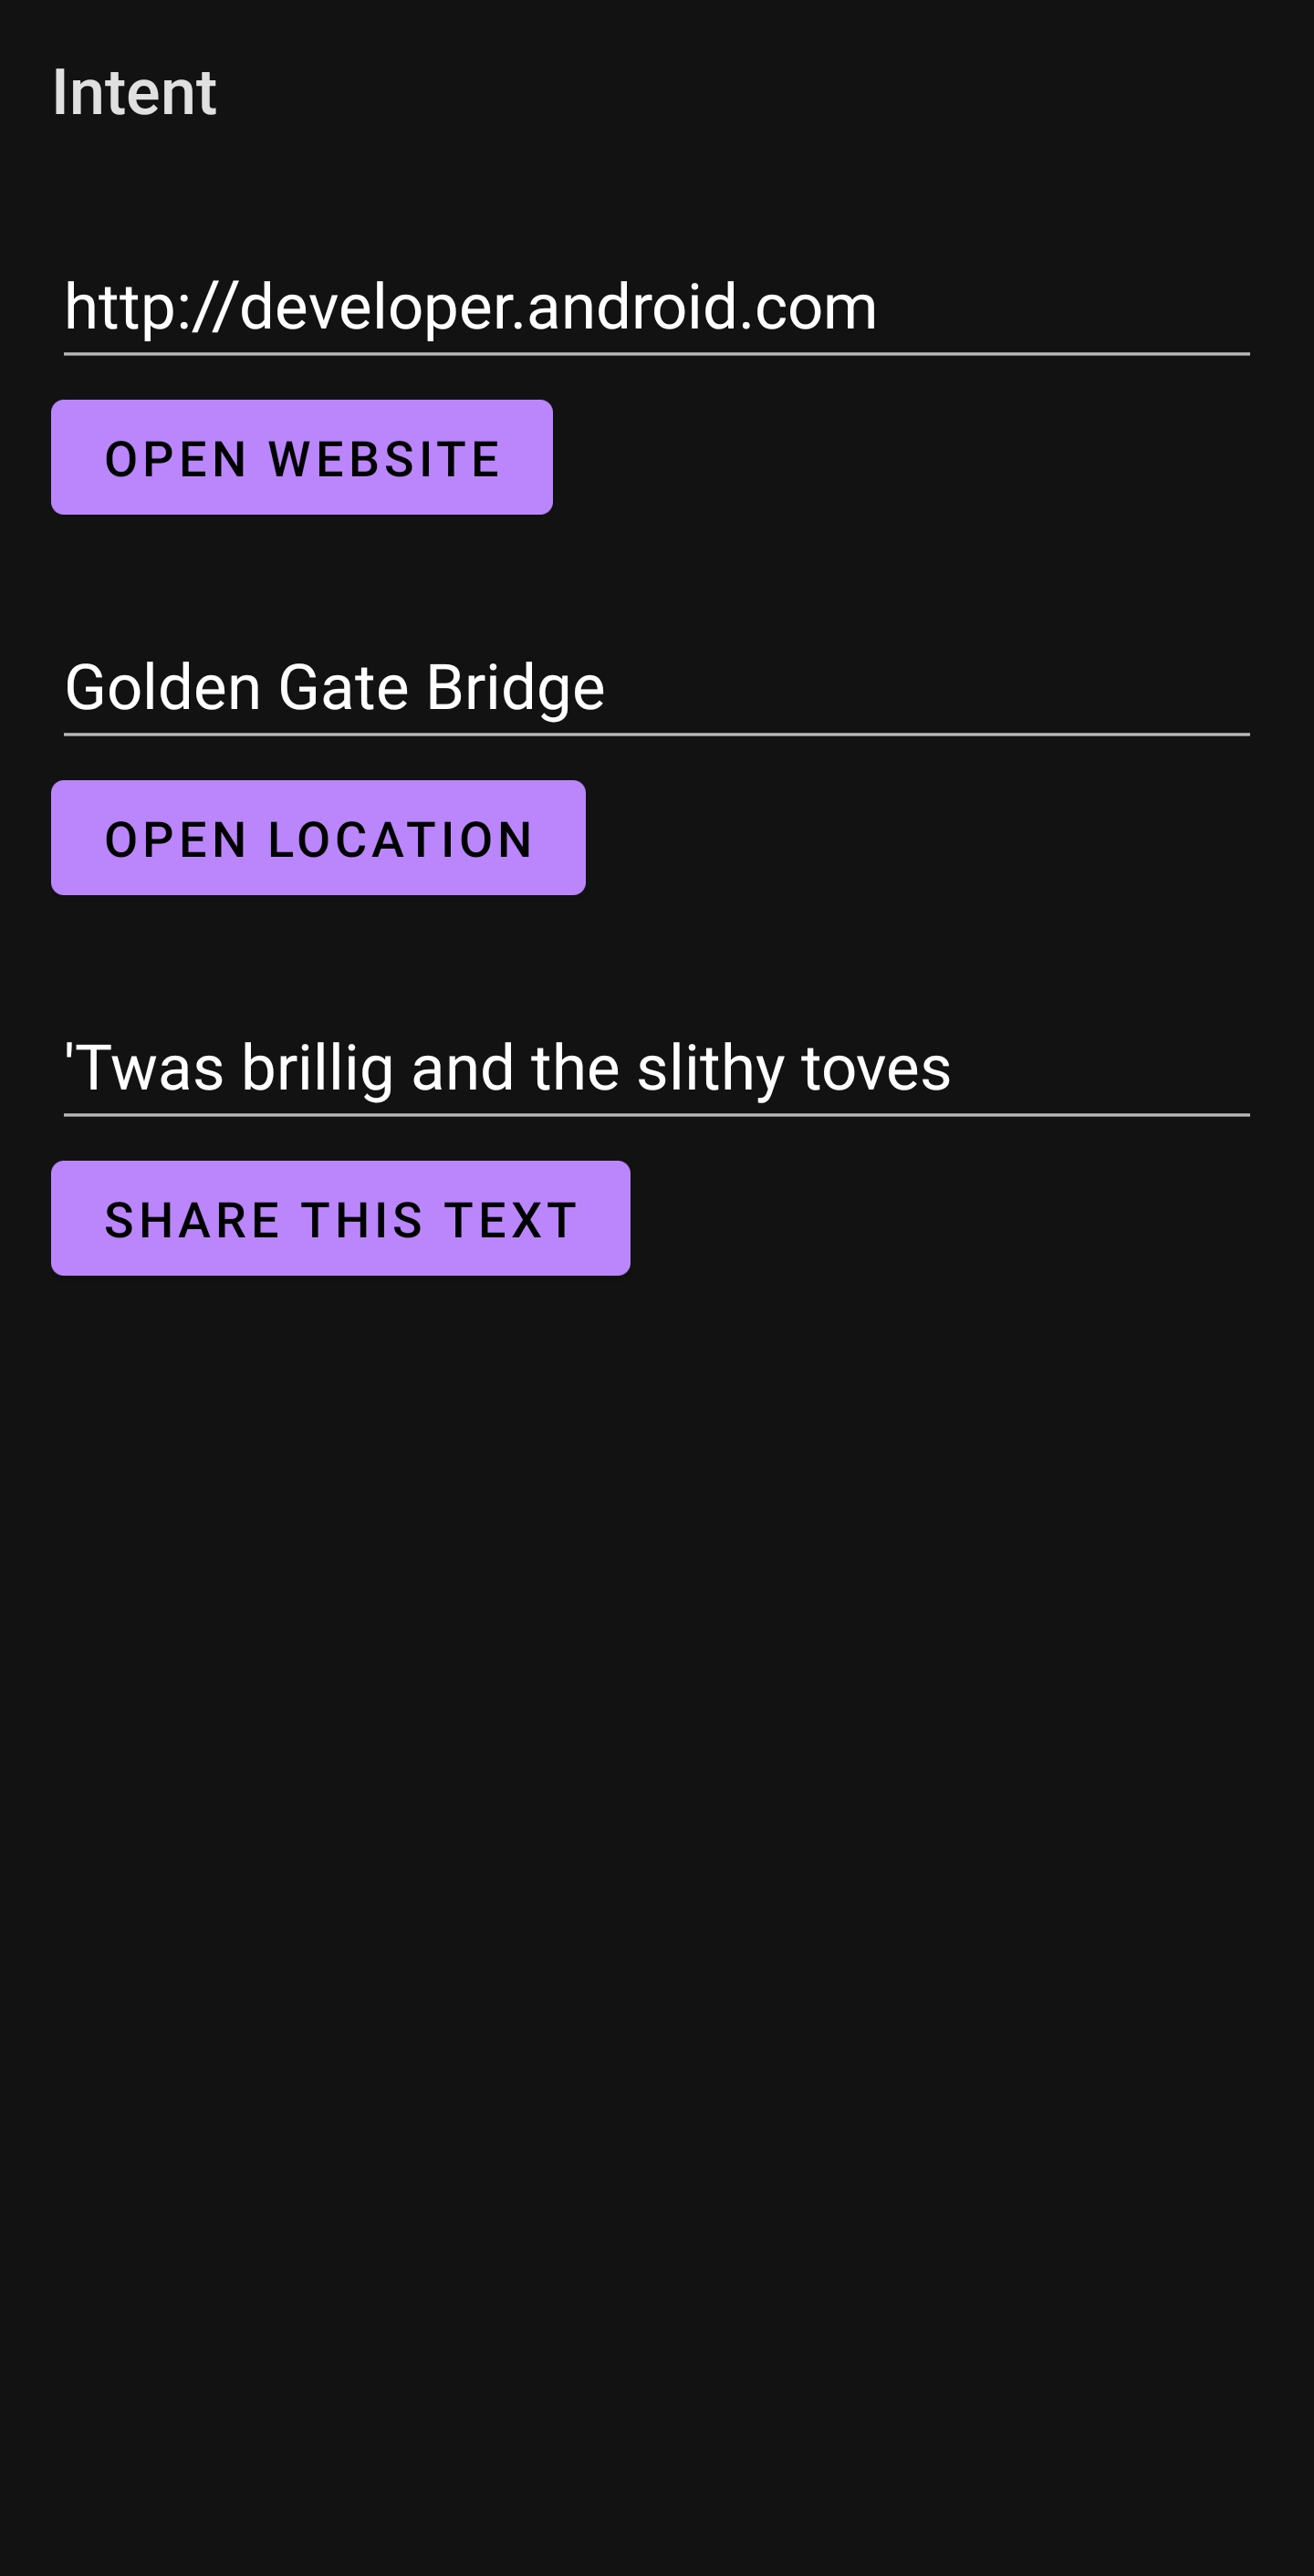 Intent
http://developer.android.com
OPEN WEBSITE
Golden Gate Bridge
OPEN LOCATION
'Twas brillig and the slithy toves
SHARE THIS TEXT